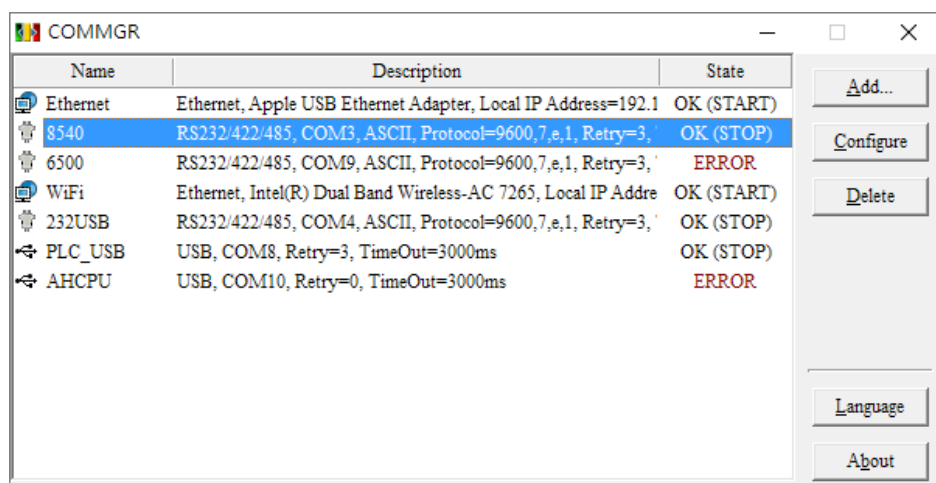 COMMGR
Name Description State
Ethernet Ethernet, Apple USB Ethernet Adapter, Local IP Address=192.1 OK (START)
8540 RS232/422/485, COM3, ASCII, Protocol=9600,7,e,1, Retry=3, OK (STOP)
6500 RS232/422/485, COM9, ASCII, Protocol=9600,7,e,1, Retry=3, ERROR
WiFi Ethernet, Intel(R) Dual Band Wireless-AC 7265, Local IP Addre OK (START)
232USB RS232/422/485, COM4, ASCII, Protocol=9600,7,e,1, Retry=3, OK (STOP)
PLC_USB USB, COM8, Retry=3, TimeOut=3000ms OK (STOP)
AHCPU USB, COM10, Retry=0, TimeOut=3000ms ERROR
Add...
Configure
Delete
Language
About